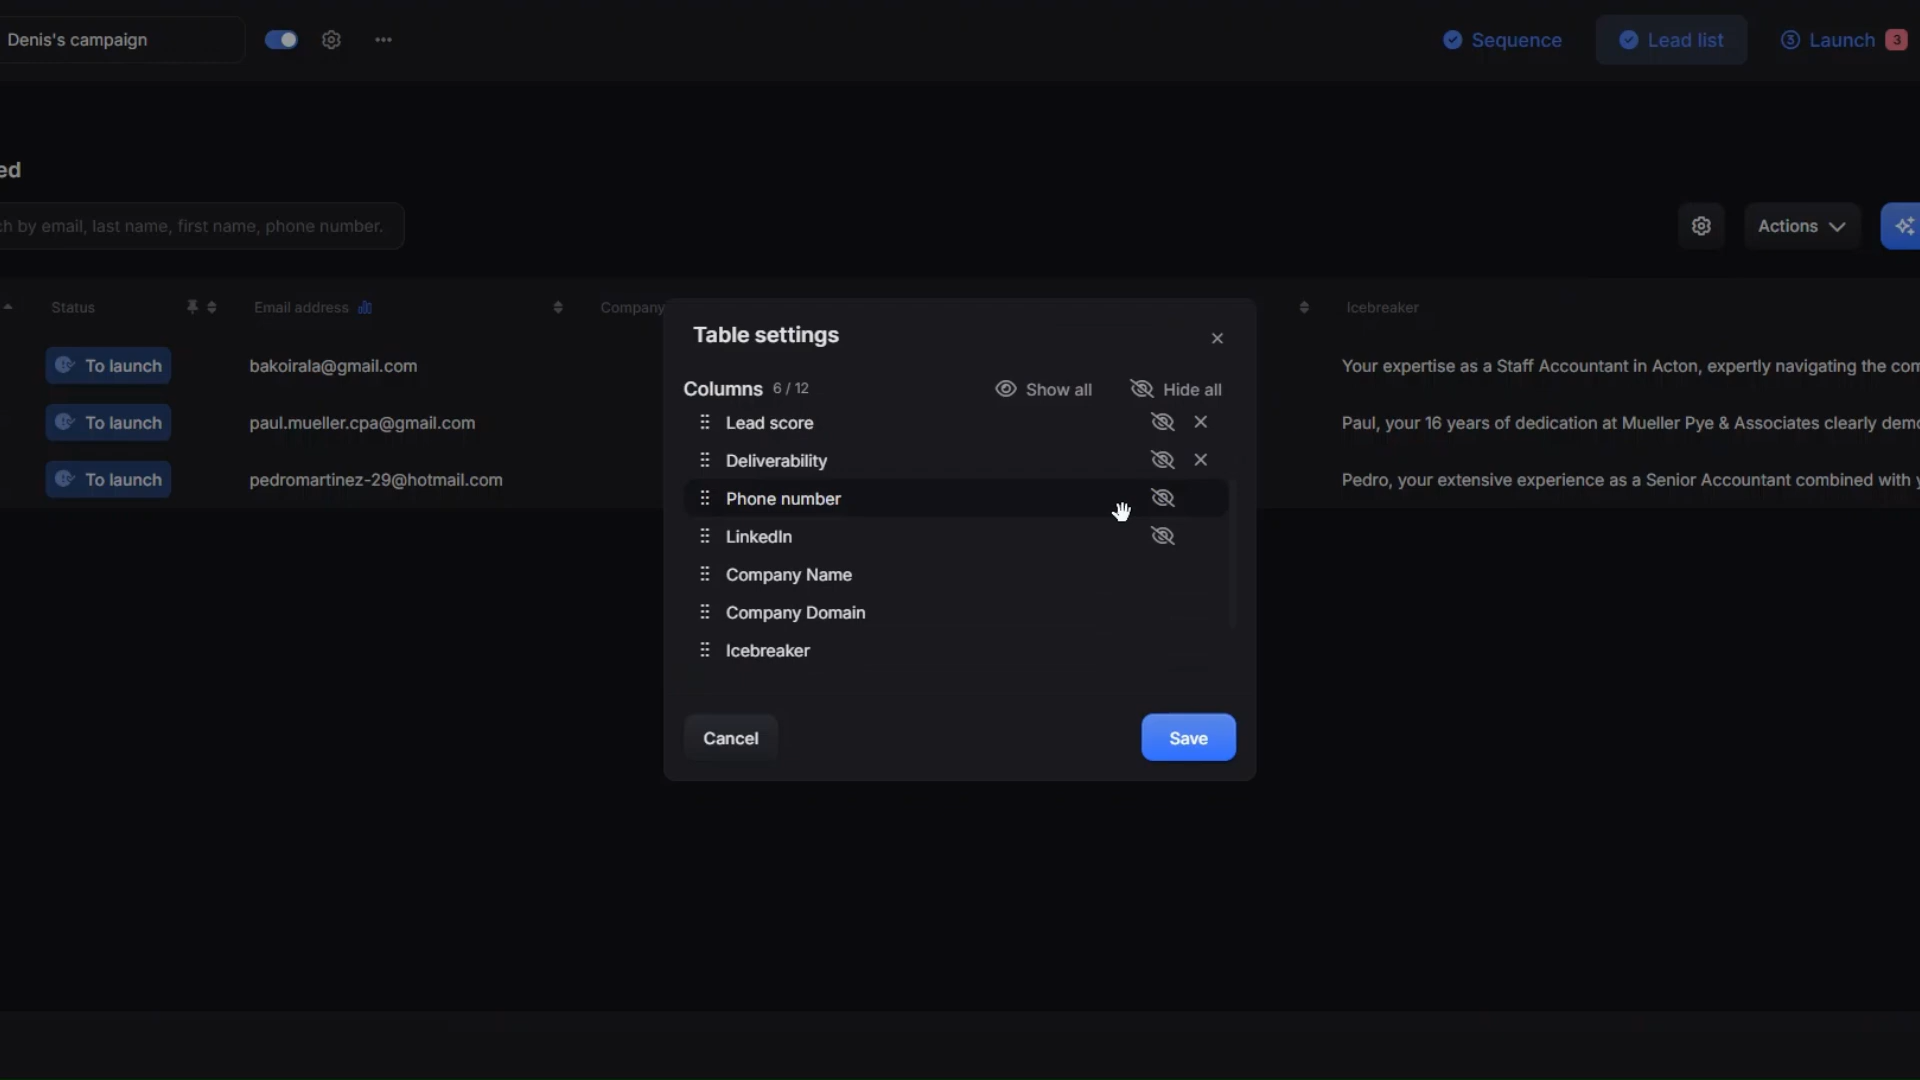 Denis's campaign
Sequence
Lead list
3 Launch 3
ed
ch by email, last name, first name, phone number.
Actions
Status
Email address
Company
Icebreaker
To launch
bakoirala@gmail.com
Your expertise as a Staff Accountant in Acton, expertly navigating the com
To launch
paul.mueller.cpa@gmail.com
Paul, your 16 years of dedication at Mueller Pye & Associates clearly demo
To launch
pedromartinez-29@hotmail.com
Pedro, your extensive experience as a Senior Accountant combined with y
Table settings
Columns 6 / 12
Show all
Hide all
Lead score
Deliverability
Phone number
LinkedIn
Company Name
Company Domain
Icebreaker
Cancel
Save